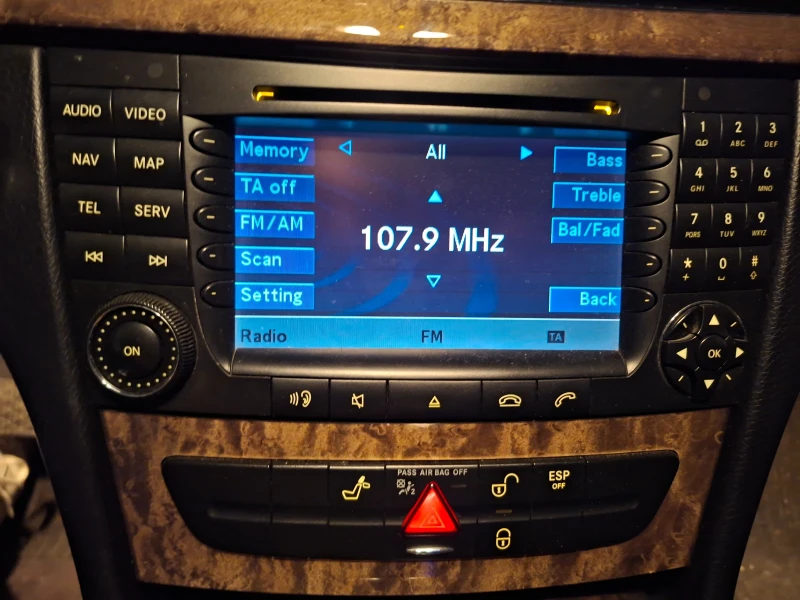 AUDIO VIDEO
NAV MAP
TEL SERV
ON
Memory
TA off
FM/AM
Scan
Setting
All
107.9 MHz
Bass
Treble
Bal/Fad
Back
Radio FM TA
1 2 3
ABC DEF
4 5 6
GHI JKL MNO
7 8 9
PQRS TUV WXYZ
* 0 #
+
OK
PASS AIR BAG OFF
2
ESP
OFF